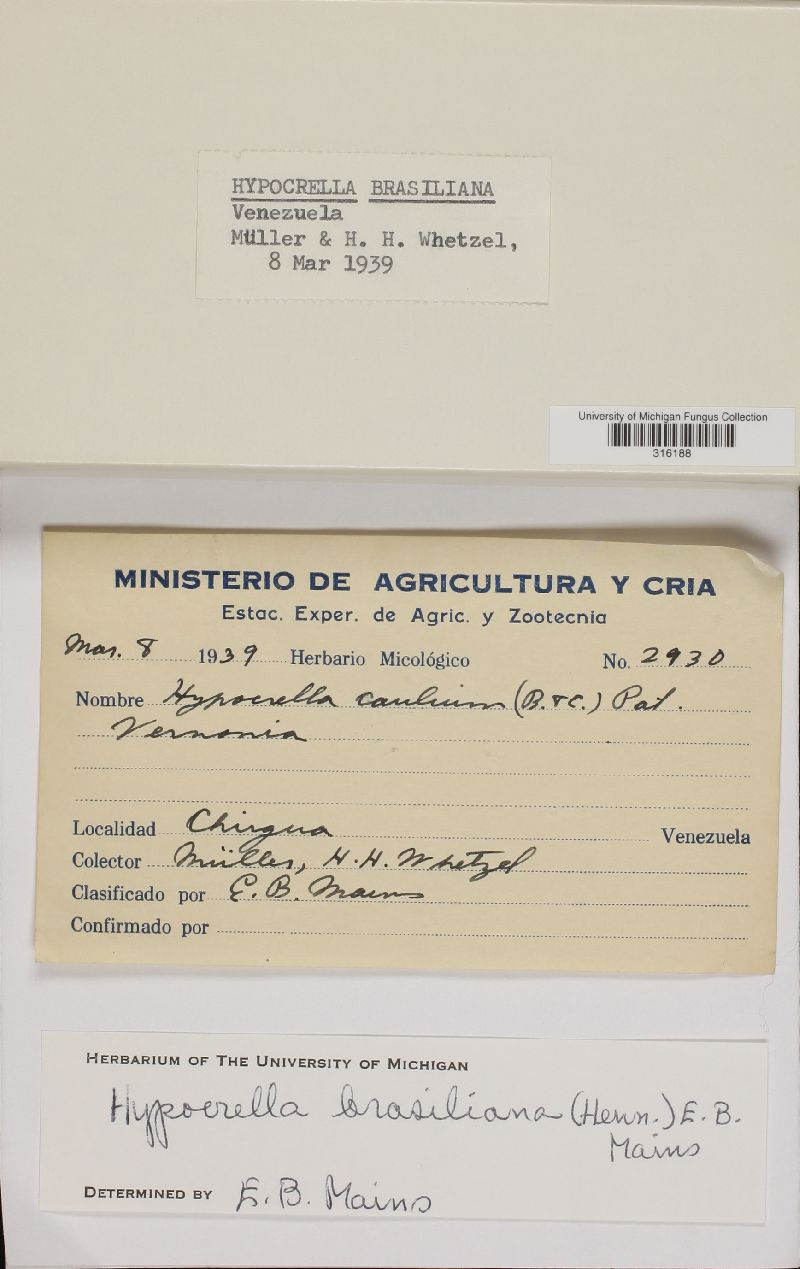 HYPOCRELLA BRASILIANA
Venezuela
Müller & H. H. Whetzel,
8 Mar 1939
University of Michigan Fungus Collection
316188
MINISTERIO DE AGRICULTURA Y CRIA
Estac. Exper. de Agric. y Zootecnia
Mar. 8 1939 Herbario Micológico No. 2930
Nombre Hypocrella caulium (B. & C.) Pat.
Vernonia
Localidad Chirgua Venezuela
Colector Müller, H. H. Whetzel
Clasificado por E. B. Mains
Confirmado por
HERBARIUM OF THE UNIVERSITY OF MICHIGAN
Hypocrella brasiliana (Henn.) E. B.
Mains
DETERMINED BY E. B. Mains